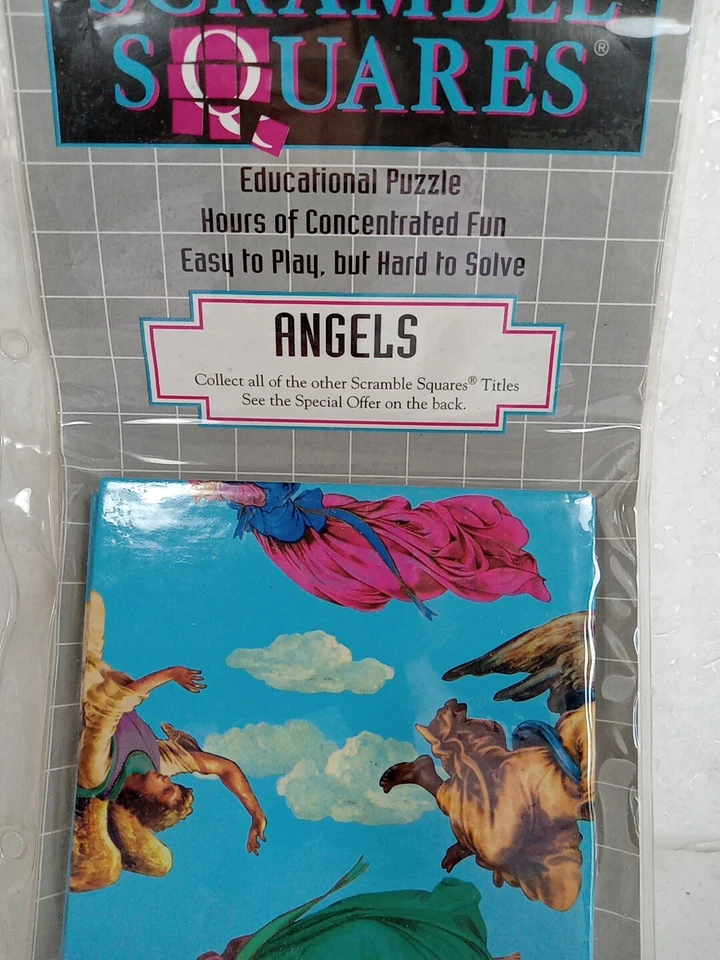 SCRAMBLE
SQUARES®
Educational Puzzle
Hours of Concentrated Fun
Easy to Play, but Hard to Solve
ANGELS
Collect all of the other Scramble Squares® Titles
See the Special Offer on the back.